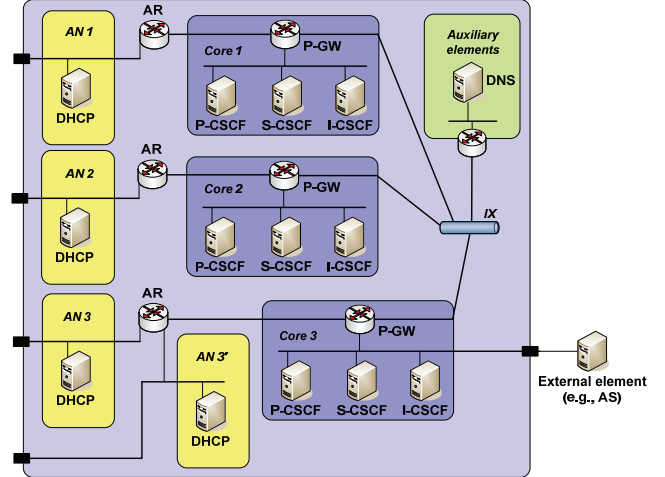 AN 1
AR
DHCP
Core 1
P-GW
P-CSCF
S-CSCF
I-CSCF
Auxiliary
elements
DNS
AN 2
AR
DHCP
Core 2
P-GW
P-CSCF
S-CSCF
I-CSCF
IX
AN 3
AR
DHCP
AN 3'
DHCP
Core 3
P-GW
P-CSCF
S-CSCF
I-CSCF
External element
(e.g., AS)